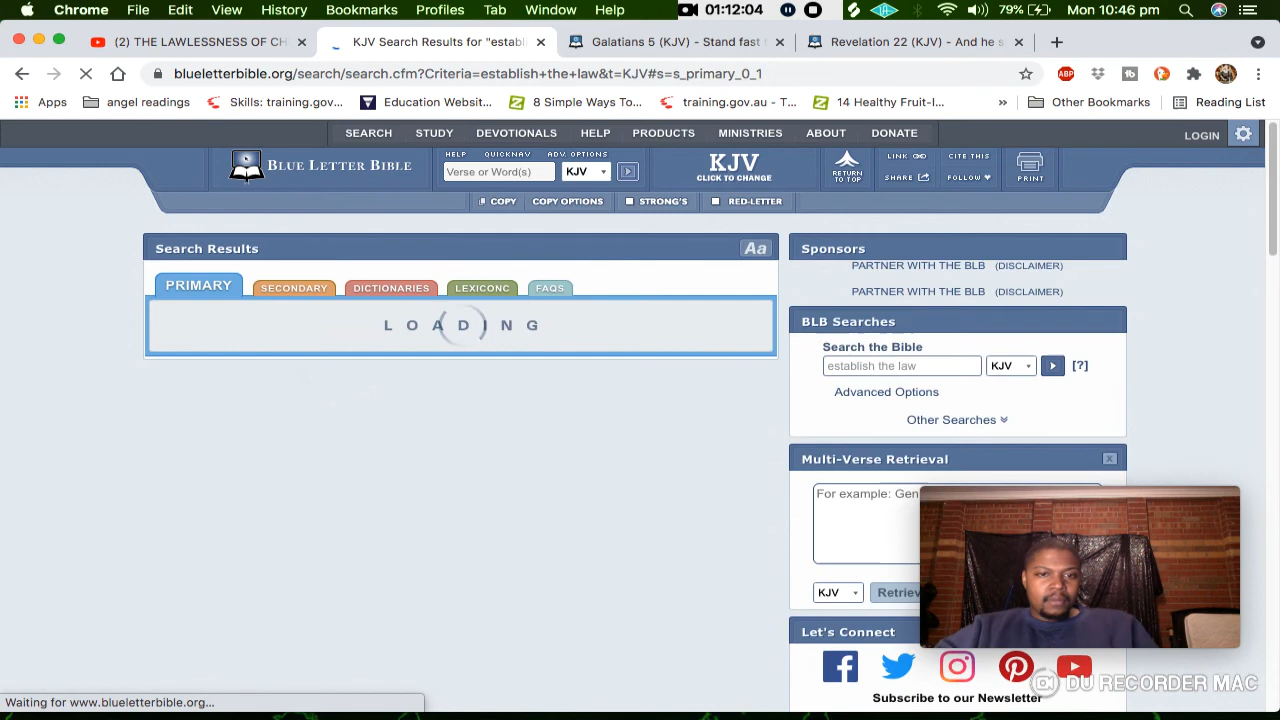 Chrome File Edit View History Bookmarks Profiles Tab Window Help 01:12:04 79% Mon 10:46 pm
(2) THE LAWLESSNESS OF CH KJV Search Results for "establ Galatians 5 (KJV) - Stand fast t Revelation 22 (KJV) - And he s
blueletterbible.org/search/search.cfm?Criteria=establish+the+law&t=KJV#s=s_primary_0_1
Apps angel readings Skills: training.gov... Education Websit... 8 Simple Ways To... training.gov.au - T... 14 Healthy Fruit-I... » Other Bookmarks Reading List
SEARCH STUDY DEVOTIONALS HELP PRODUCTS MINISTRIES ABOUT DONATE LOGIN
HELP QUICKNAV ADV. OPTIONS
BLUE LETTER BIBLE Verse or Word(s) KJV
KJV
CLICK TO CHANGE
RETURN TO TOP
LINK CITE THIS
SHARE FOLLOW PRINT
COPY COPY OPTIONS STRONG'S RED-LETTER
Search Results Aa
PRIMARY SECONDARY DICTIONARIES LEXICONC FAQS
LOADING
Sponsors
PARTNER WITH THE BLB (DISCLAIMER)
PARTNER WITH THE BLB (DISCLAIMER)
BLB Searches
Search the Bible
establish the law KJV [?]
Advanced Options
Other Searches
Multi-Verse Retrieval x
For example: Gen
KJV Retriev
Let's Connect
Subscribe to our Newsletter
DU RECORDER MAC
Waiting for www.blueletterbible.org...